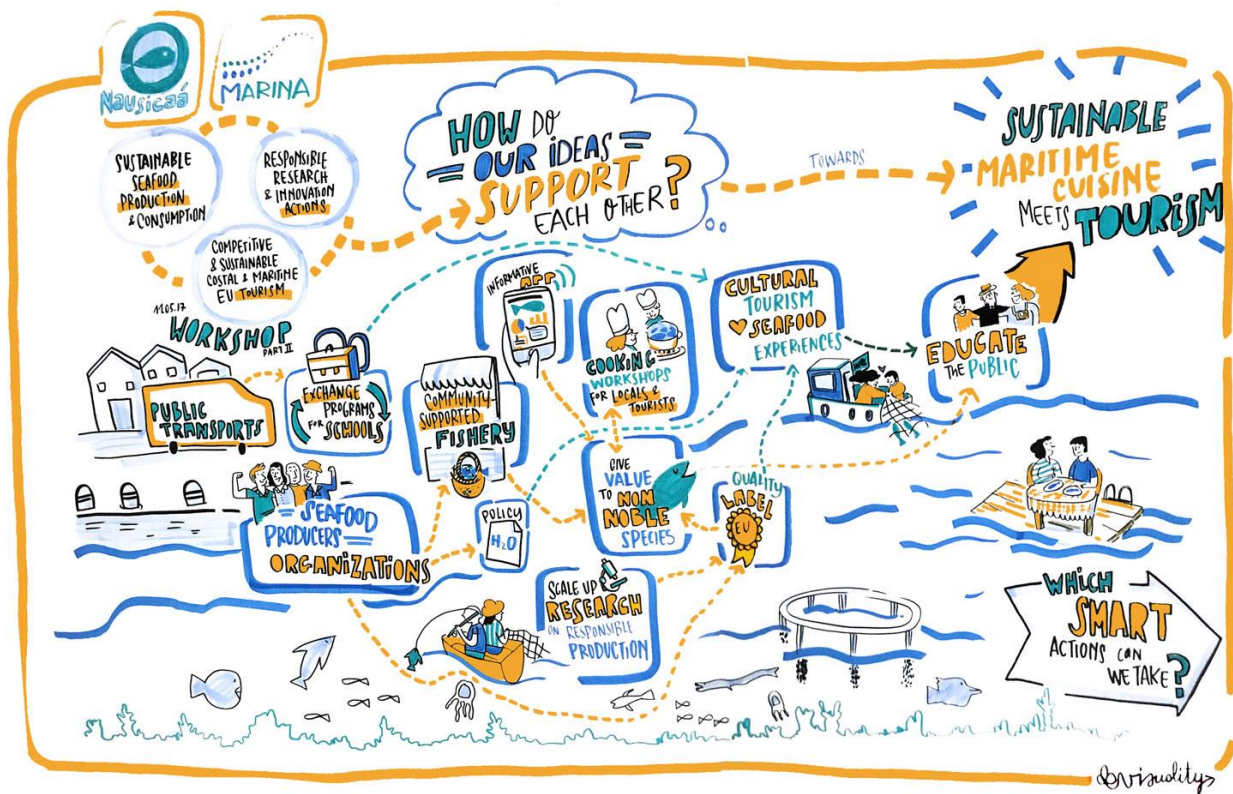 Nausicaá
MARINA
SUSTAINABLE
SEAFOOD
PRODUCTION
& CONSUMPTION
RESPONSIBLE
RESEARCH
& INNOVATION
ACTIONS
COMPETITIVE
& SUSTAINABLE
COSTAL & MARITIME
EU TOURISM
HOW DO
OUR IDEAS
SUPPORT
EACH OTHER?
TOWARDS
SUSTAINABLE
MARITIME
CUISINE
MEETS TOURISM
11.05.17
WORKSHOP
PART II
PUBLIC
TRANSPORTS
EXCHANGE
PROGRAMS
FOR SCHOOLS
INFORMATIVE
APP
COMMUNITY-
SUPPORTED
FISHERY
COOKING
WORKSHOPS
FOR LOCALS &
TOURISTS
CULTURAL
TOURISM
♥ SEAFOOD
EXPERIENCES
EDUCATE
THE PUBLIC
SEAFOOD
PRODUCERS
ORGANIZATIONS
POLICY
H2O
GIVE
VALUE
TO NON
NOBLE
SPECIES
QUALITY
LABEL
EU
SCALE UP
RESEARCH
ON RESPONSIBLE
PRODUCTION
WHICH
SMART
ACTIONS CAN
WE TAKE?
visuality